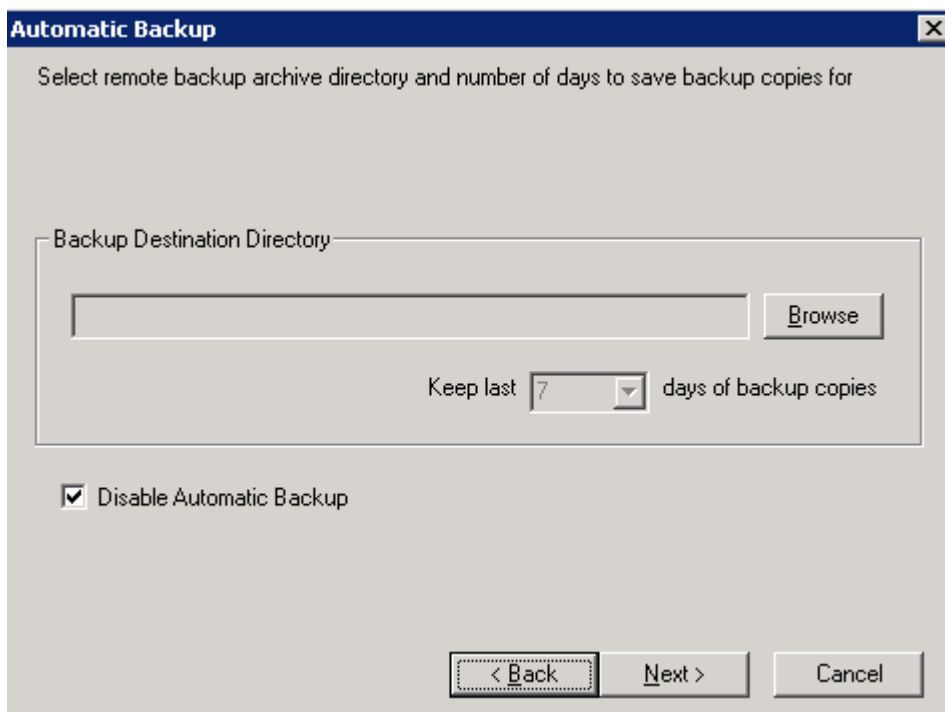 Automatic Backup
Select remote backup archive directory and number of days to save backup copies for
Backup Destination Directory
Browse
Keep last 7 days of backup copies
Disable Automatic Backup
< Back Next > Cancel